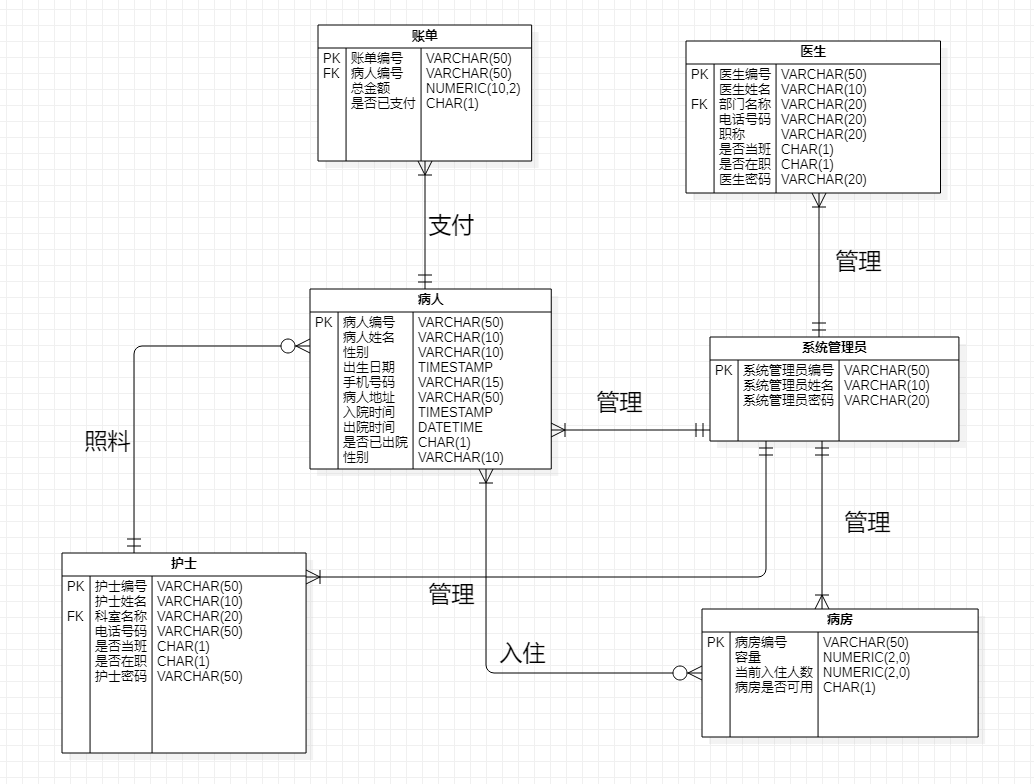 账单
PK 账单编号 VARCHAR(50)
FK 病人编号 VARCHAR(50)
总金额 NUMERIC(10,2)
是否已支付 CHAR(1)
医生
PK 医生编号 VARCHAR(50)
医生姓名 VARCHAR(10)
FK 部门名称 VARCHAR(20)
电话号码 VARCHAR(20)
职称 VARCHAR(20)
是否当班 CHAR(1)
是否在职 CHAR(1)
医生密码 VARCHAR(20)
支付
管理
病人
PK 病人编号 VARCHAR(50)
病人姓名 VARCHAR(10)
性别 VARCHAR(10)
出生日期 TIMESTAMP
手机号码 VARCHAR(15)
病人地址 VARCHAR(50)
入院时间 TIMESTAMP
出院时间 DATETIME
是否已出院 CHAR(1)
性别 VARCHAR(10)
系统管理员
PK 系统管理员编号 VARCHAR(50)
系统管理员姓名 VARCHAR(10)
系统管理员密码 VARCHAR(20)
管理
照料
管理
护士
PK 护士编号 VARCHAR(50)
护士姓名 VARCHAR(10)
FK 科室名称 VARCHAR(20)
电话号码 VARCHAR(50)
是否当班 CHAR(1)
是否在职 CHAR(1)
护士密码 VARCHAR(50)
管理
入住
病房
PK 病房编号 VARCHAR(50)
容量 NUMERIC(2,0)
当前入住人数 NUMERIC(2,0)
病房是否可用 CHAR(1)